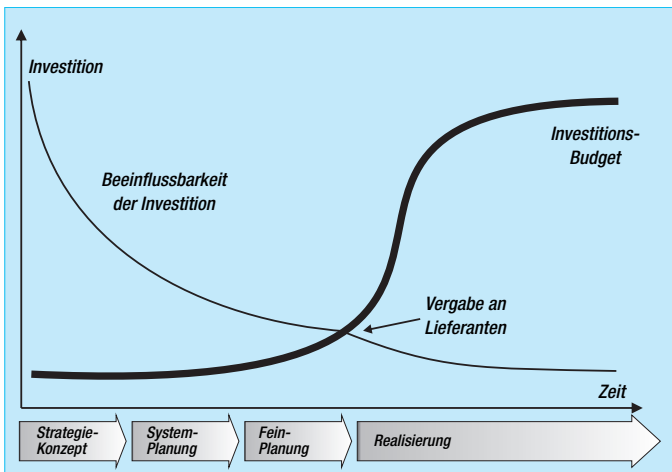 Investition
Beeinflussbarkeit
der Investition
Investitions-
Budget
Vergabe an
Lieferanten
Zeit
Strategie-
Konzept
System-
Planung
Fein-
Planung
Realisierung